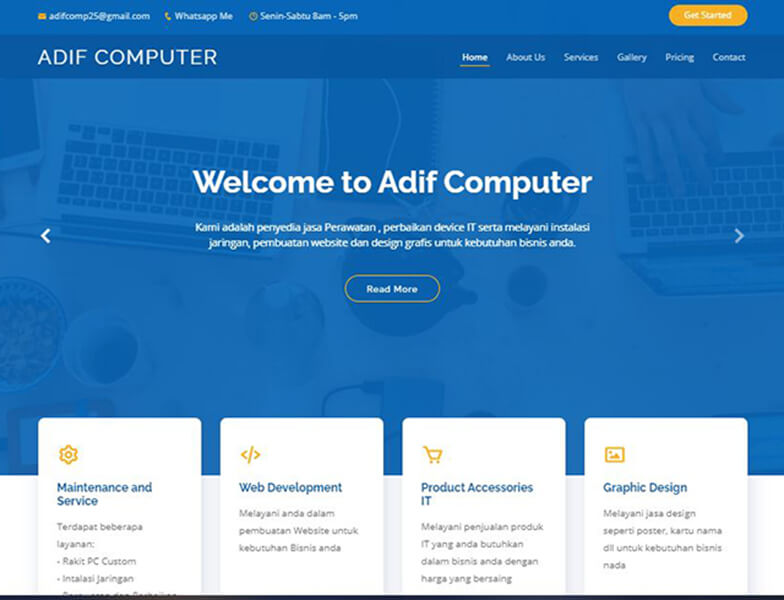 adifcomp25@gmail.com Whatsapp Me Senin-Sabtu 8am - 5pm Get Started
ADIF COMPUTER Home About Us Services Gallery Pricing Contact
Welcome to Adif Computer
Kami adalah penyedia jasa Perawatan , perbaikan device IT serta melayani instalasi
jaringan, pembuatan website dan design grafis untuk kebutuhan bisnis anda.
Read More
Maintenance and
Service
Terdapat beberapa
layanan:
- Rakit PC Custom
- Intalasi Jaringan
Web Development
Melayani anda dalam
pembuatan Website untuk
kebutuhan Bisnis anda
Product Accessories
IT
Melayani penjualan produk
IT yang anda butuhkan
dalam bisnis anda dengan
harga yang bersaing
Graphic Design
Melayani jasa design
seperti poster, kartu nama
dll untuk kebutuhan bisnis
nada